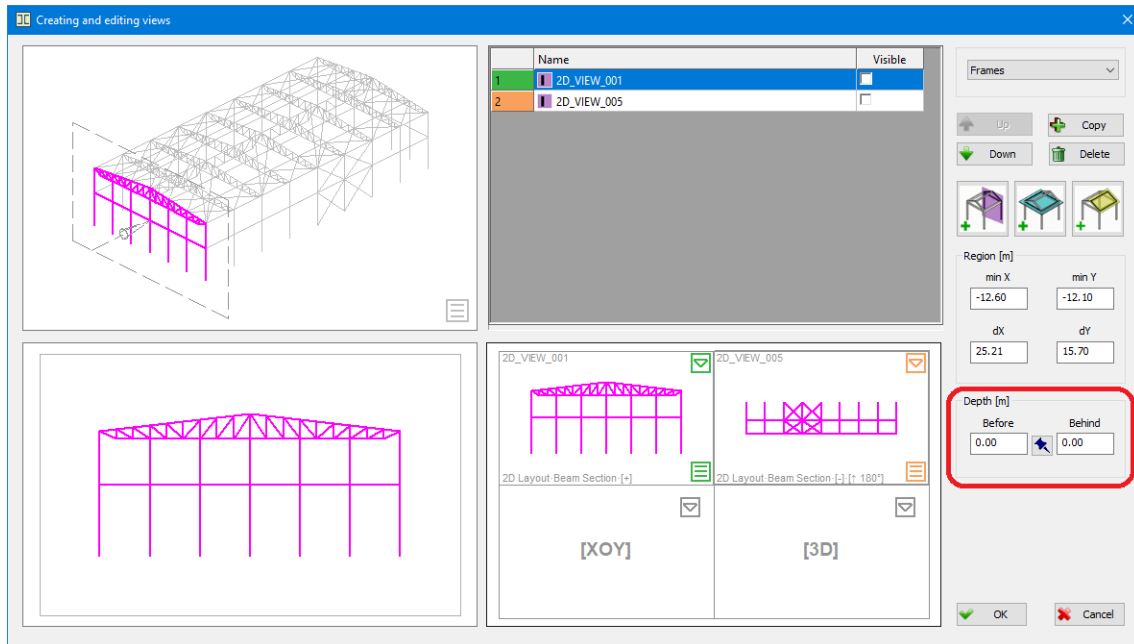 Creating and editing views
Name Visible
1 2D_VIEW_001
2 2D_VIEW_005
Frames
Up Copy
Down Delete
Region [m]
min X min Y
-12.60 -12.10
dX dY
25.21 15.70
Depth [m]
Before Behind
0.00 0.00
2D_VIEW_001 2D_VIEW_005
2D Layout·Beam Section·[+] 2D Layout·Beam Section·[-]·[↑ 180°]
[XOY] [3D]
OK Cancel